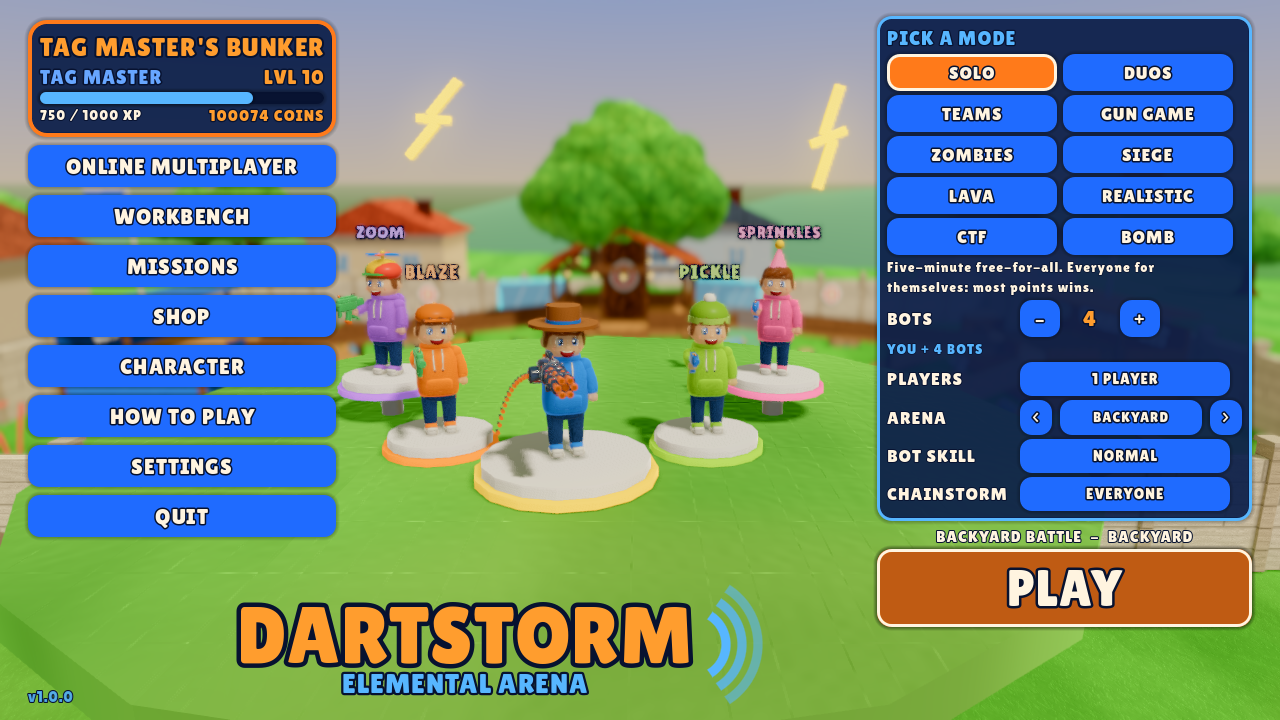 TAG MASTER'S BUNKER
TAG MASTER LVL 10
750 / 1000 XP 100074 COINS
ONLINE MULTIPLAYER
WORKBENCH
MISSIONS
SHOP
CHARACTER
HOW TO PLAY
SETTINGS
QUIT
ZOOM
BLAZE
PICKLE
SPRINKLES
DARTSTORM
ELEMENTAL ARENA
v1.0.0
PICK A MODE
SOLO DUOS
TEAMS GUN GAME
ZOMBIES SIEGE
LAVA REALISTIC
CTF BOMB
Five-minute free-for-all. Everyone for
themselves: most points wins.
BOTS - 4 +
YOU + 4 BOTS
PLAYERS 1 PLAYER
ARENA < BACKYARD >
BOT SKILL NORMAL
CHAINSTORM EVERYONE
BACKYARD BATTLE - BACKYARD
PLAY